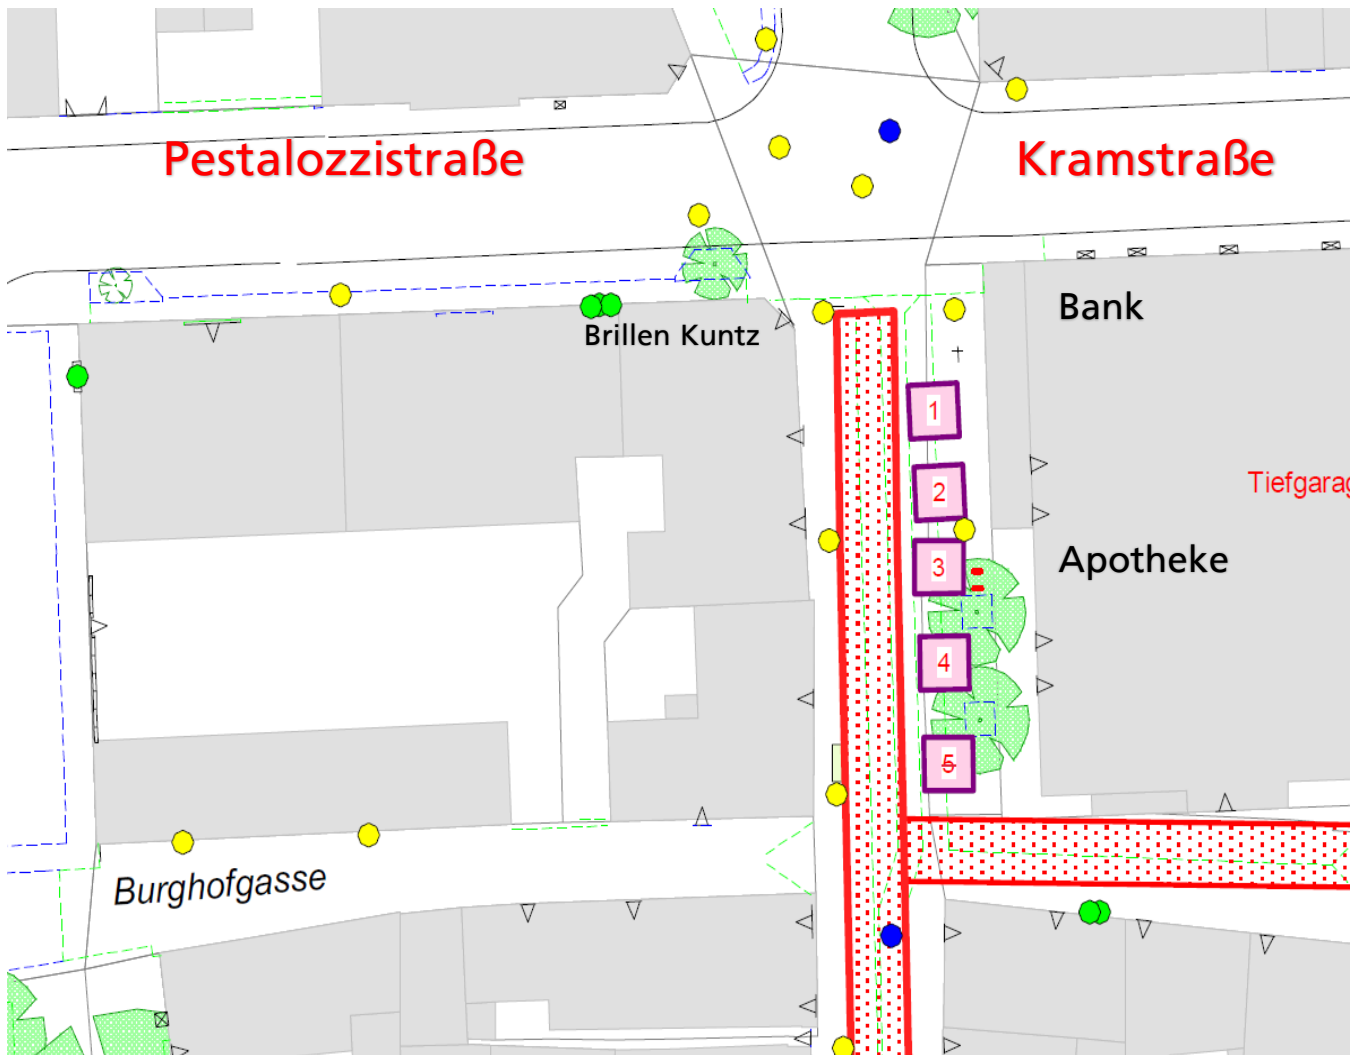 Pestalozzistraße
Kramstraße
Bank
Brillen Kuntz
1
Tiefgarag
2
Apotheke
3
4
5
Burghofgasse